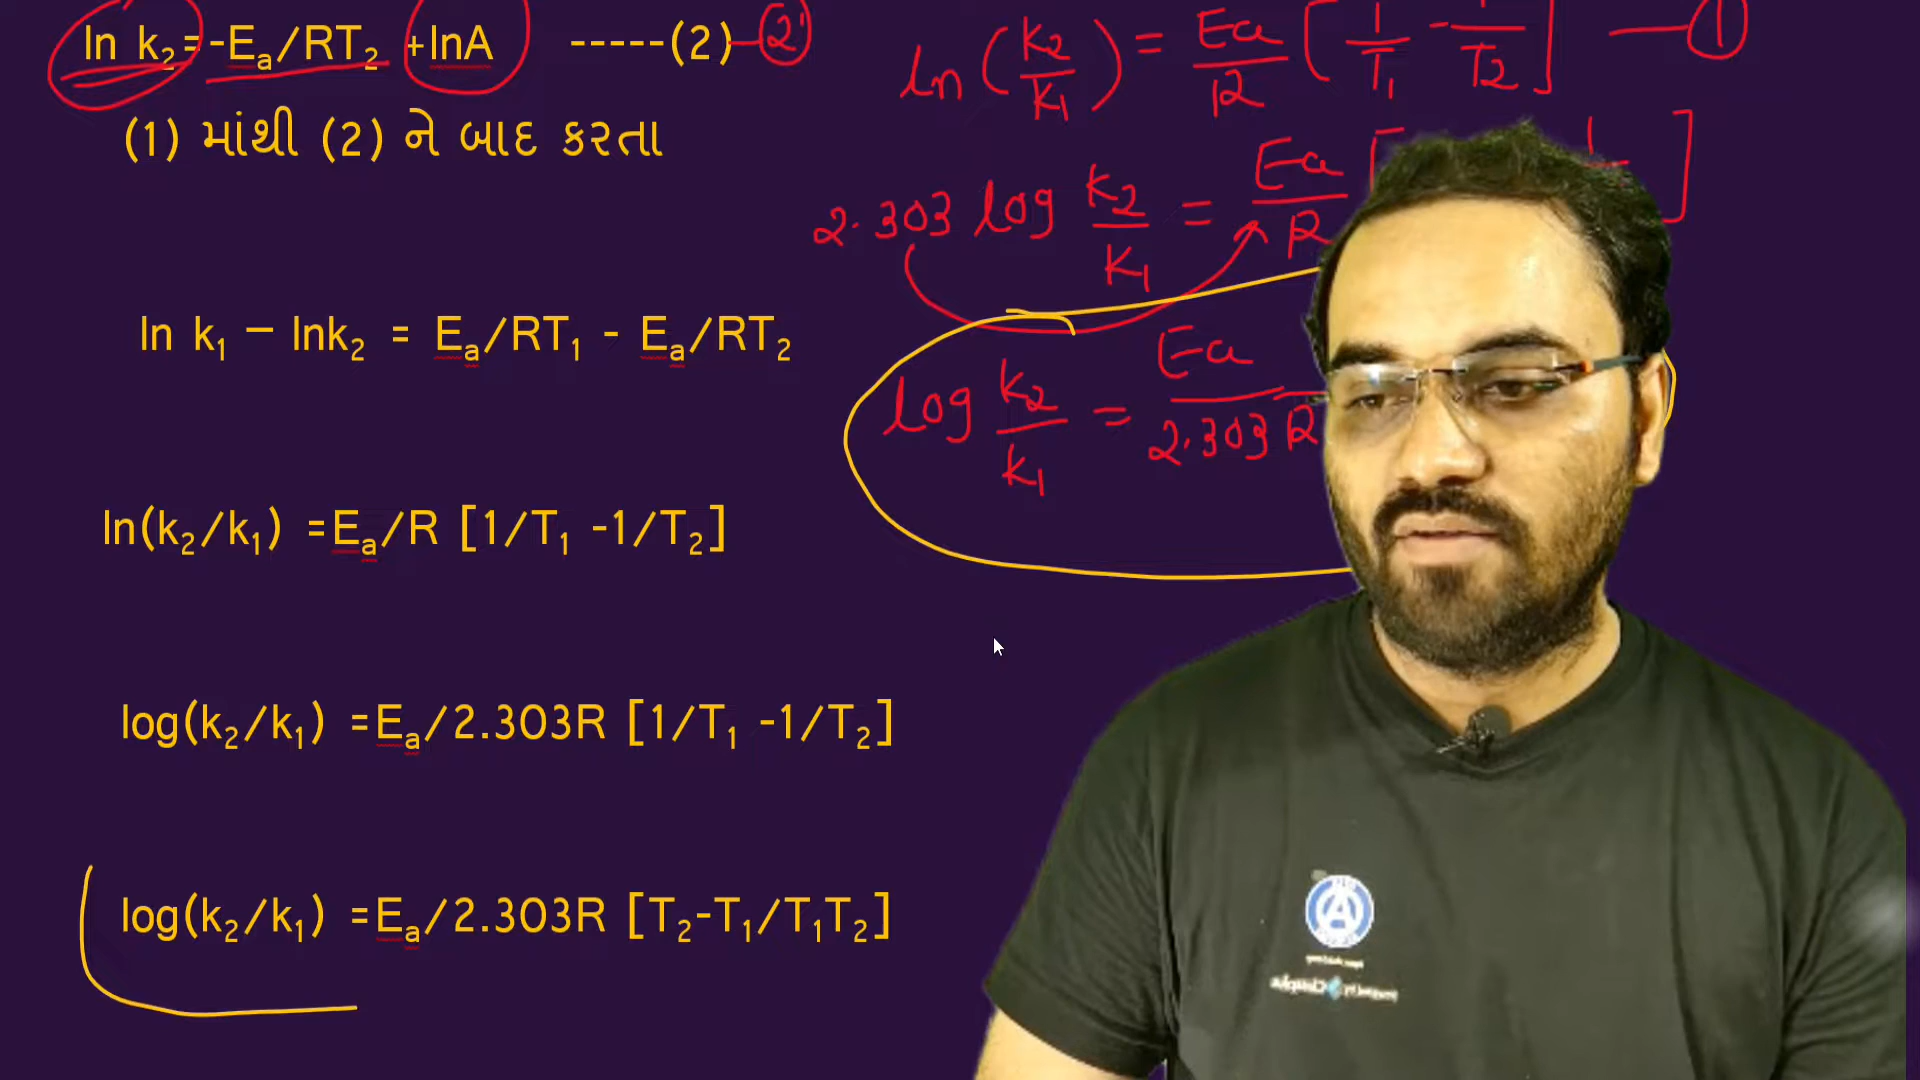 ln k₂=-Eₐ/RT₂ +lnA -----(2) 2'
(1) માંથી (2) ને બાદ કરતા
ln k₁ – lnk₂ = Eₐ/RT₁ - Eₐ/RT₂
ln(k₂/k₁) =Eₐ/R [1/T₁ -1/T₂]
log(k₂/k₁) =Eₐ/2.303R [1/T₁ -1/T₂]
log(k₂/k₁) =Eₐ/2.303R [T₂-T₁/T₁T₂]
ln (K₂/K₁) = Ea/R [1/T₁ - 1/T₂] — 1
2.303 log K₂/K₁ = Ea/R [ 1 ]
log K₂/K₁ = Ea/2.303 R